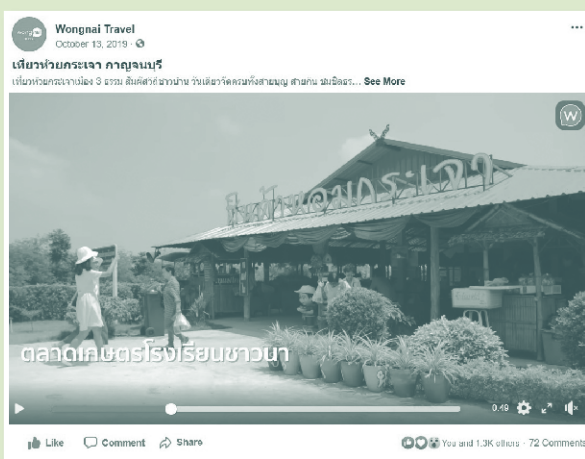 Wongnai Travel
October 13, 2019
เที่ยวห้วยกระเจา กาญจนบุรี
เที่ยวห้วยกระเจาเมือง 3 ธรรม สัมผัสวิถีชาวบ้าน วันเดียวจัดครบทั้งสายบุญ สายกิน ชมชิลธร... See More
W
ตลาดเกษตรโรงเรียนชาวนา
0:49
Like Comment Share You and 1.3K others · 72 Comments